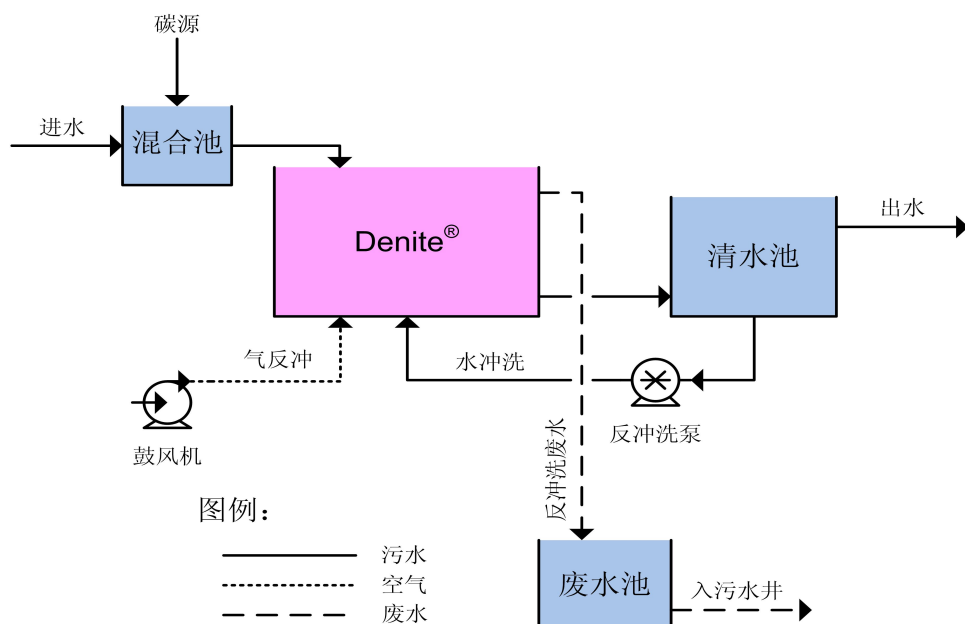 碳源
进水
混合池
Denite®
清水池
出水
气反冲
水冲洗
鼓风机
反冲洗泵
反冲洗废水
图例：
污水
空气
废水
废水池
入污水井